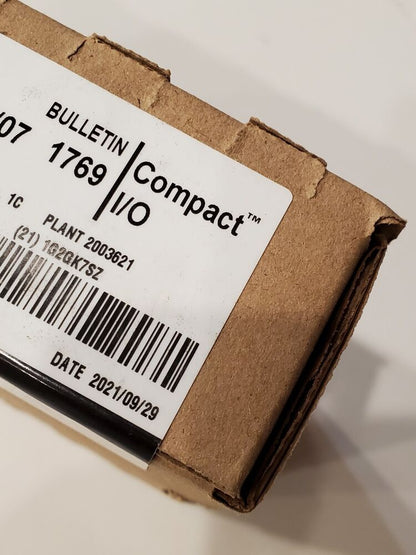 BULLETIN
/07 1769
Compact™
I/O
1C
PLANT 2003621
(21) 1G2GK7SZ
DATE 2021/09/29